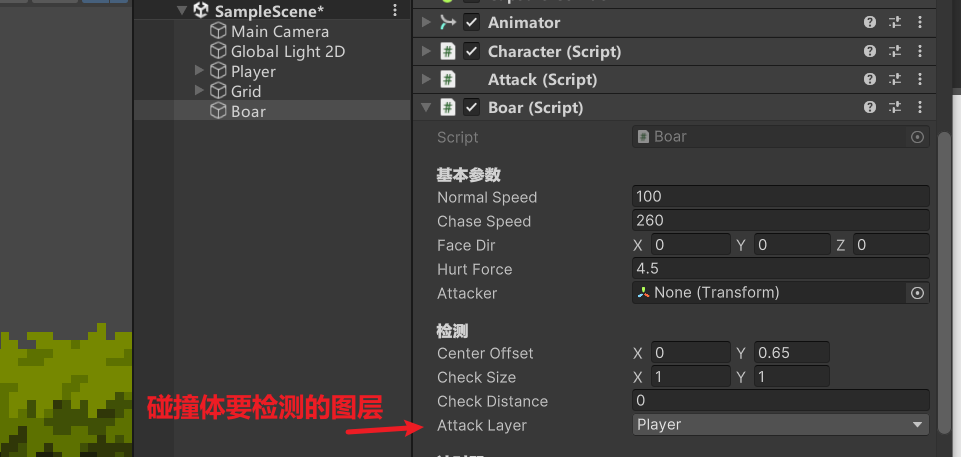 SampleScene*
Main Camera
Global Light 2D
Player
Grid
Boar
Animator
Character (Script)
Attack (Script)
Boar (Script)
Script Boar
基本参数
Normal Speed 100
Chase Speed 260
Face Dir X 0 Y 0 Z 0
Hurt Force 4.5
Attacker None (Transform)
检测
Center Offset X 0 Y 0.65
Check Size X 1 Y 1
Check Distance 0
碰撞体要检测的图层
Attack Layer Player